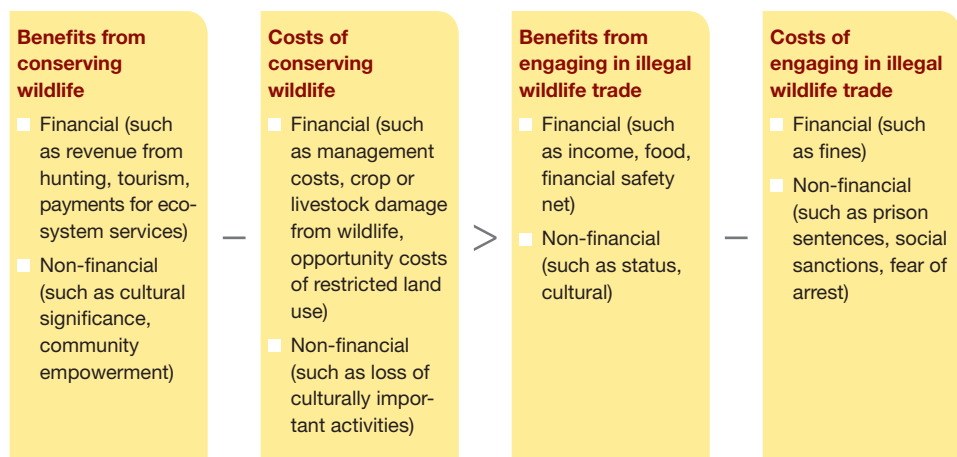 Benefits from
conserving
wildlife
Financial (such
as revenue from
hunting, tourism,
payments for eco-
system services)
Non-financial
(such as cultural
significance,
community
empowerment)
–
Costs of
conserving
wildlife
Financial (such
as management
costs, crop or
livestock damage
from wildlife,
opportunity costs
of restricted land
use)
Non-financial
(such as loss of
culturally impor-
tant activities)
>
Benefits from
engaging in illegal
wildlife trade
Financial (such
as income, food,
financial safety
net)
Non-financial
(such as status,
cultural)
–
Costs of
engaging in illegal
wildlife trade
Financial (such
as fines)
Non-financial
(such as prison
sentences, social
sanctions, fear of
arrest)